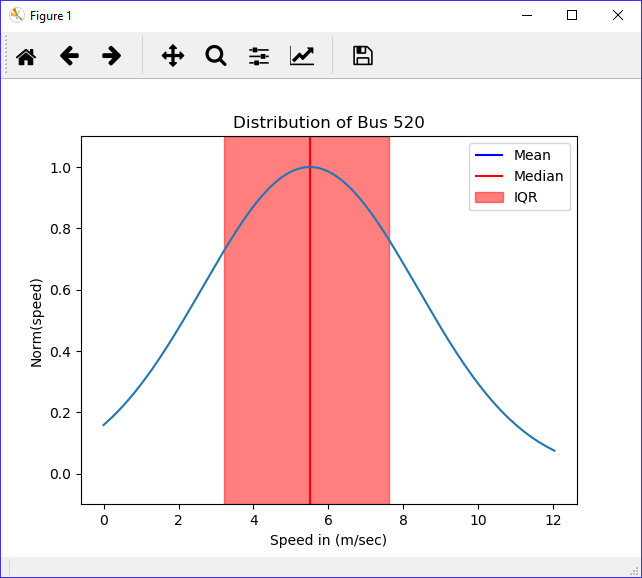 Figure 1
Distribution of Bus 520
Mean
Median
IQR
1.0
0.8
0.6
0.4
0.2
0.0
Norm(speed)
0 2 4 6 8 10 12
Speed in (m/sec)